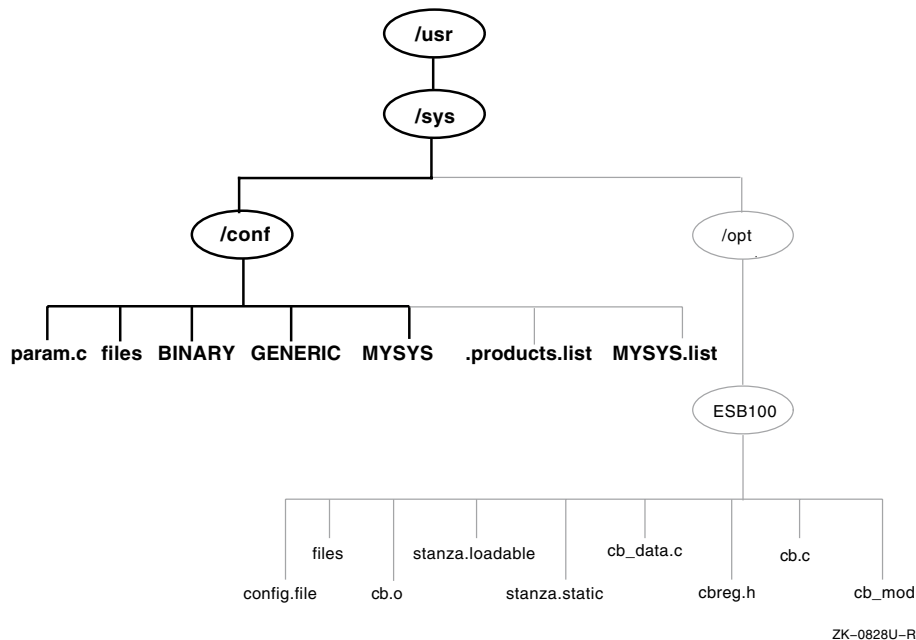 /usr
/sys
/conf
/opt
param.c files BINARY GENERIC MYSYS .products.list MYSYS.list
ESB100
files stanza.loadable cb_data.c cb.c
config.file cb.o stanza.static cbreg.h cb_mod
ZK–0828U–R